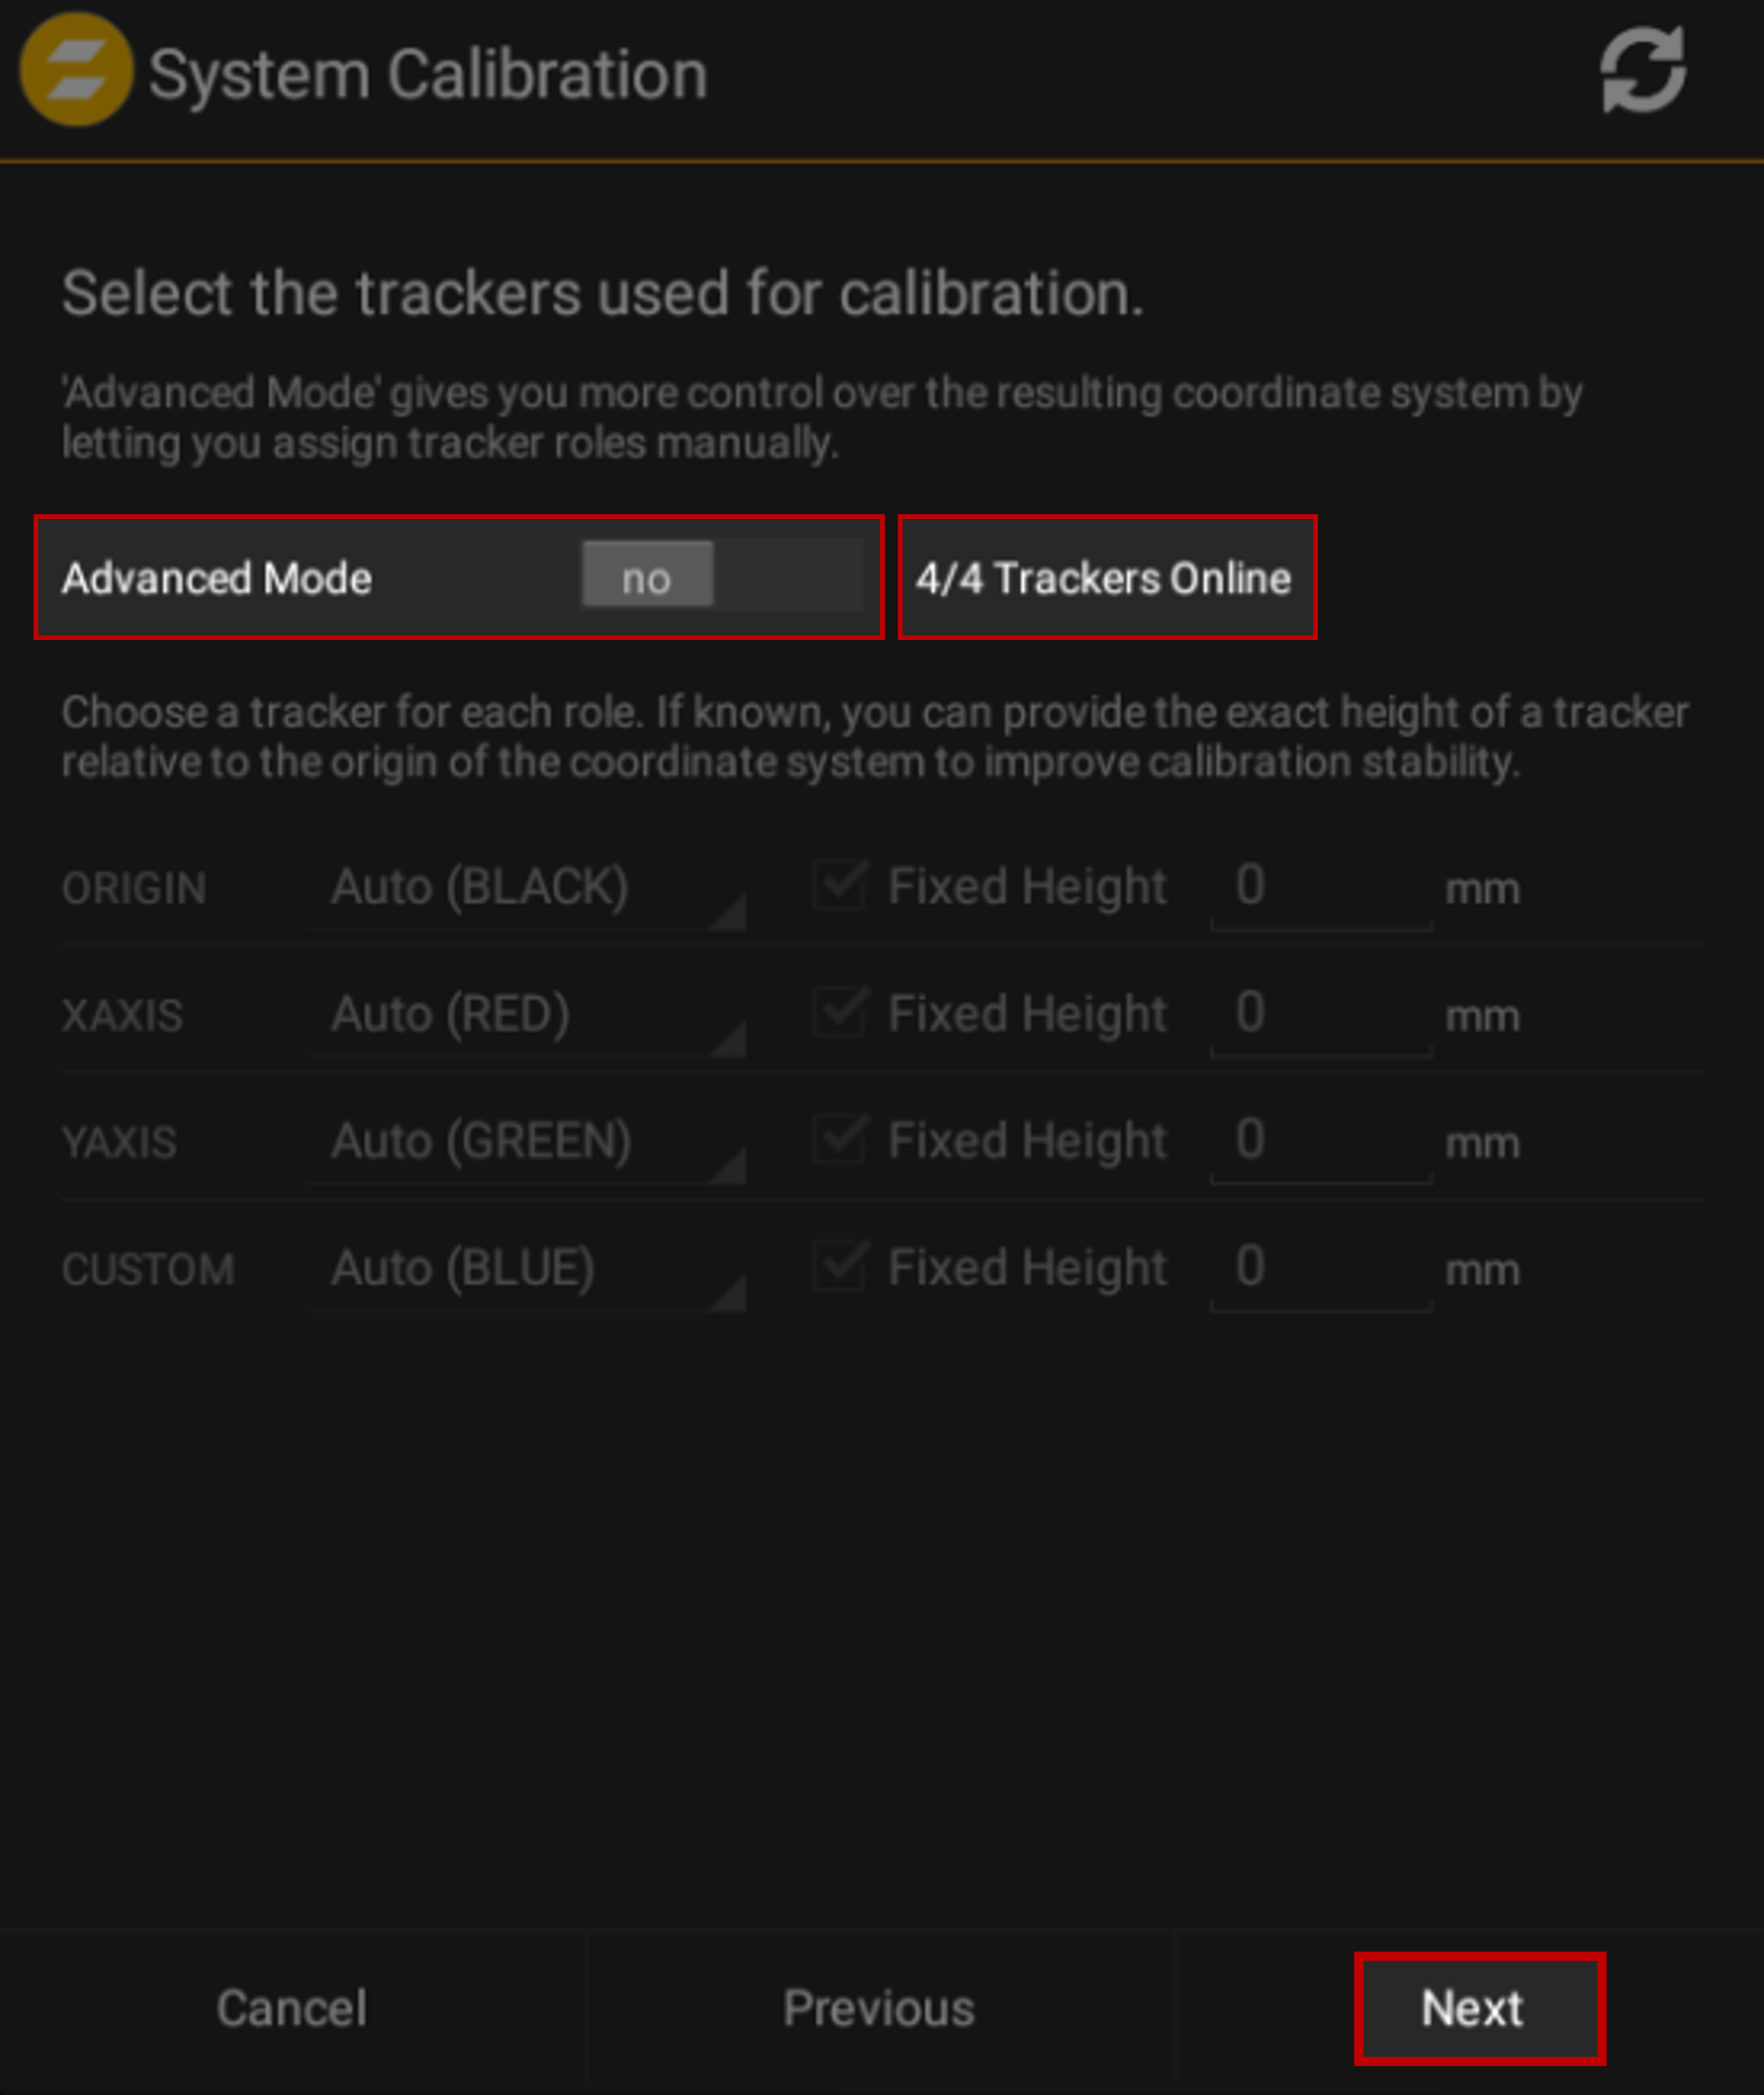 System Calibration
Select the trackers used for calibration.
'Advanced Mode' gives you more control over the resulting coordinate system by
letting you assign tracker roles manually.
Advanced Mode no 4/4 Trackers Online
Choose a tracker for each role. If known, you can provide the exact height of a tracker
relative to the origin of the coordinate system to improve calibration stability.
ORIGIN Auto (BLACK) Fixed Height 0 mm
XAXIS Auto (RED) Fixed Height 0 mm
YAXIS Auto (GREEN) Fixed Height 0 mm
CUSTOM Auto (BLUE) Fixed Height 0 mm
Cancel Previous Next